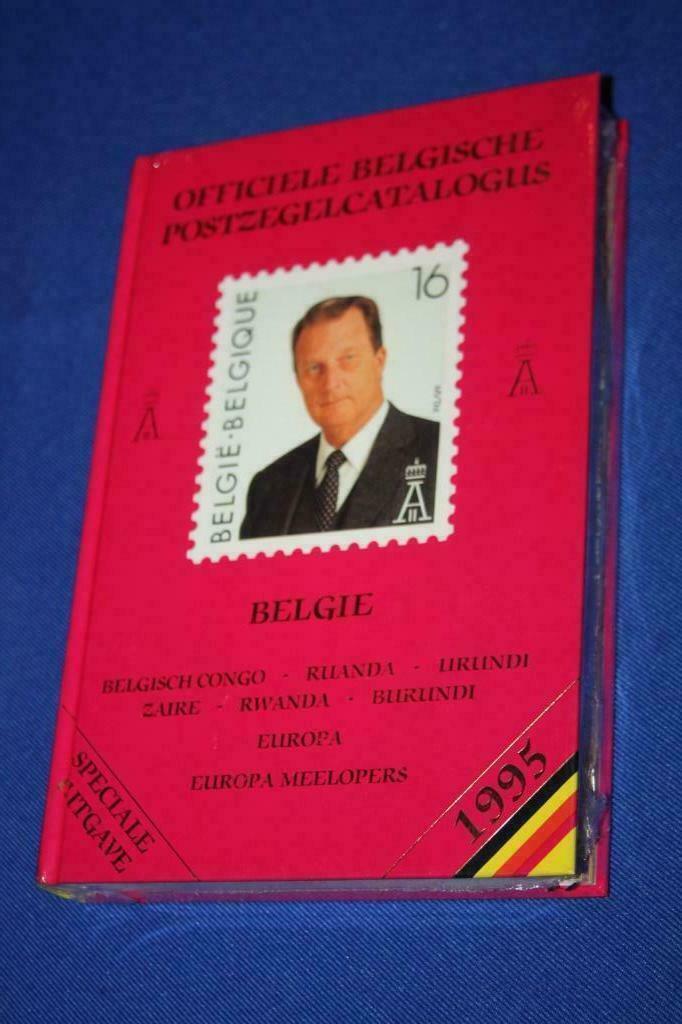 OFFICIELE BELGISCHE
POSTZEGELCATALOGUS
16
BELGIË·BELGIQUE
A
II
BELGIE
BELGISCH CONGO - RUANDA - URUNDI
ZAIRE - RWANDA - BURUNDI
EUROPA
EUROPA MEELOPERS
SPECIALE
UITGAVE
1995